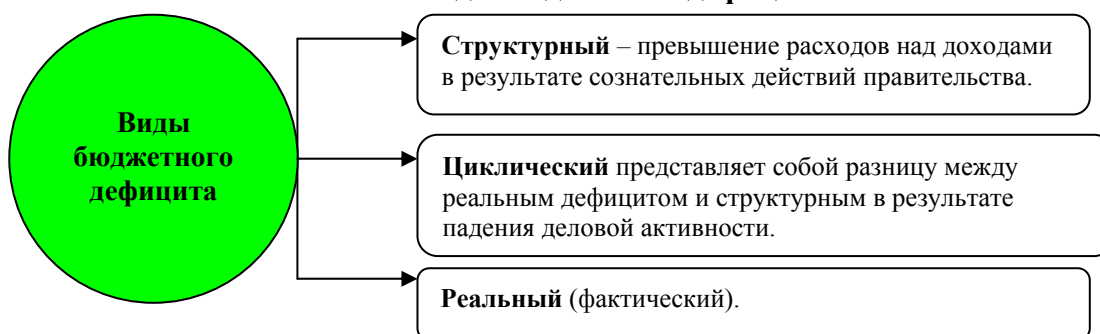 Виды
бюджетного
дефицита
Структурный – превышение расходов над доходами
в результате сознательных действий правительства.
Циклический представляет собой разницу между
реальным дефицитом и структурным в результате
падения деловой активности.
Реальный (фактический).